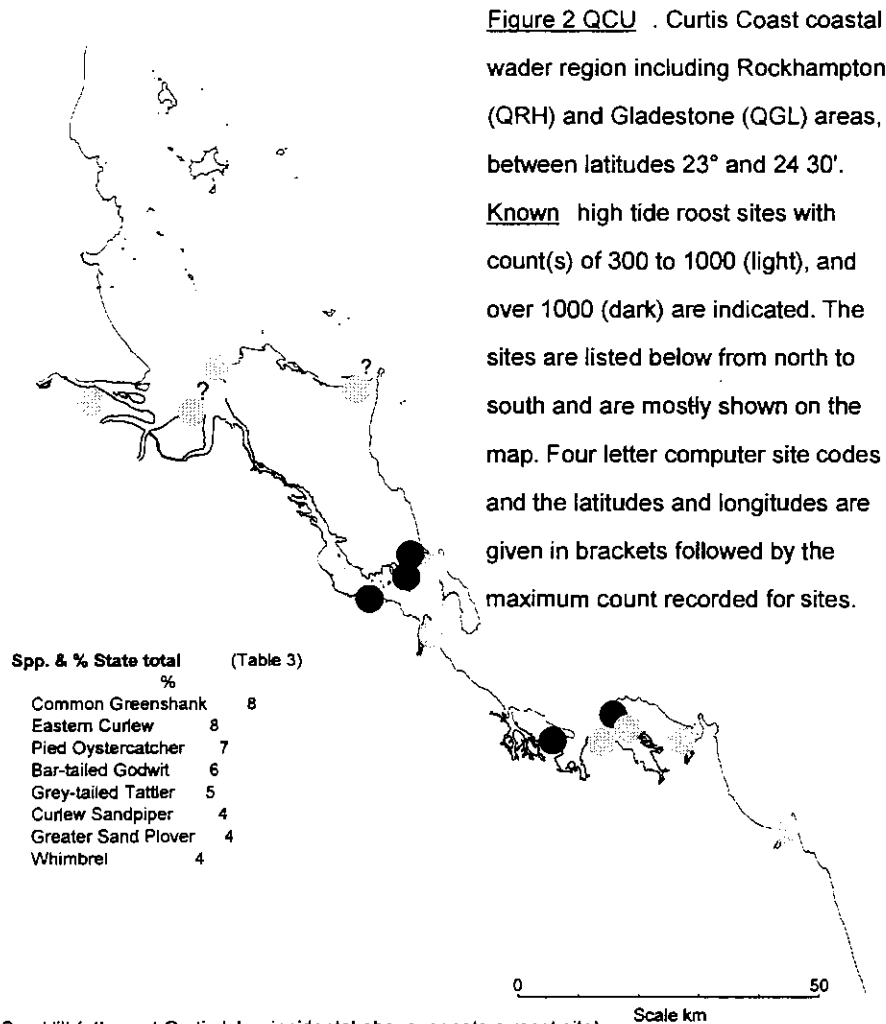 Figure 2 QCU . Curtis Coast coastal
wader region including Rockhampton
(QRH) and Gladestone (QGL) areas,
between latitudes 23° and 24 30'.
Known high tide roost sites with
count(s) of 300 to 1000 (light), and
over 1000 (dark) are indicated. The
sites are listed below from north to
south and are mostly shown on the
map. Four letter computer site codes
and the latitudes and longitudes are
given in brackets followed by the
maximum count recorded for sites.
?
?
Spp. & % State total (Table 3)
%
Common Greenshank 8
Eastern Curlew 8
Pied Oystercatcher 7
Bar-tailed Godwit 6
Grey-tailed Tattler 5
Curlew Sandpiper 4
Greater Sand Plover 4
Whimbrel 4
0 50
Scale km